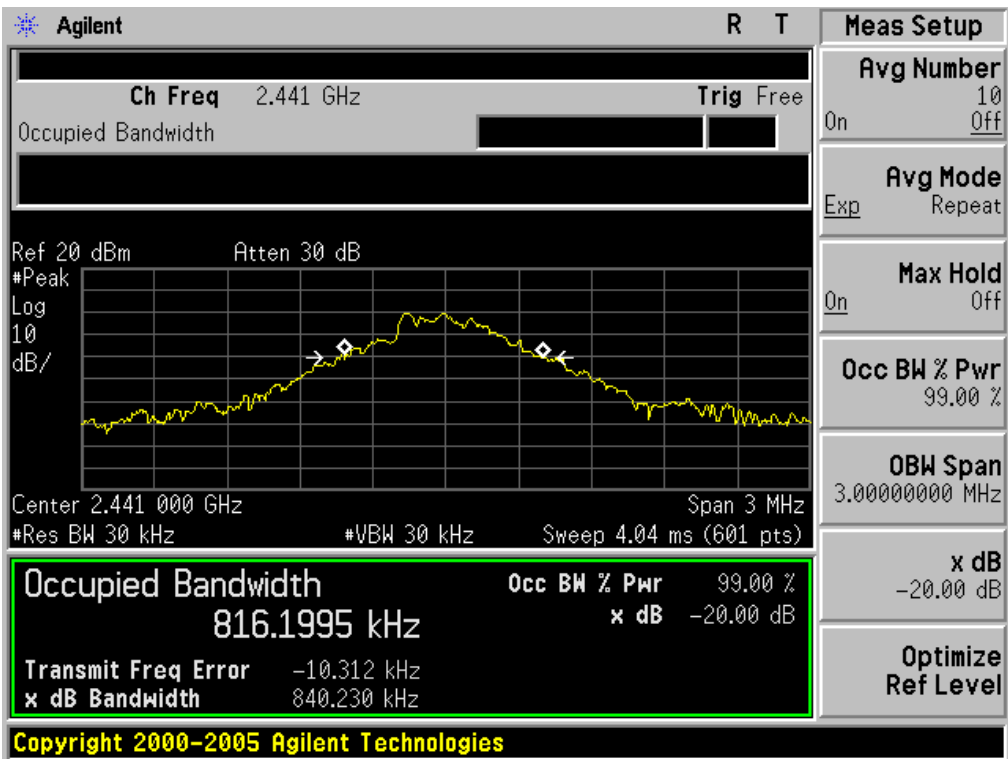 Agilent R T
Ch Freq 2.441 GHz Trig Free
Occupied Bandwidth
Ref 20 dBm Atten 30 dB
#Peak
Log
10
dB/
Center 2.441 000 GHz Span 3 MHz
#Res BW 30 kHz #VBW 30 kHz Sweep 4.04 ms (601 pts)
Occupied Bandwidth Occ BW % Pwr 99.00 %
816.1995 kHz x dB -20.00 dB
Transmit Freq Error -10.312 kHz
x dB Bandwidth 840.230 kHz
Copyright 2000-2005 Agilent Technologies
Meas Setup
Avg Number
10
On Off
Avg Mode
Exp Repeat
Max Hold
On Off
Occ BW % Pwr
99.00 %
OBW Span
3.00000000 MHz
x dB
-20.00 dB
Optimize
Ref Level